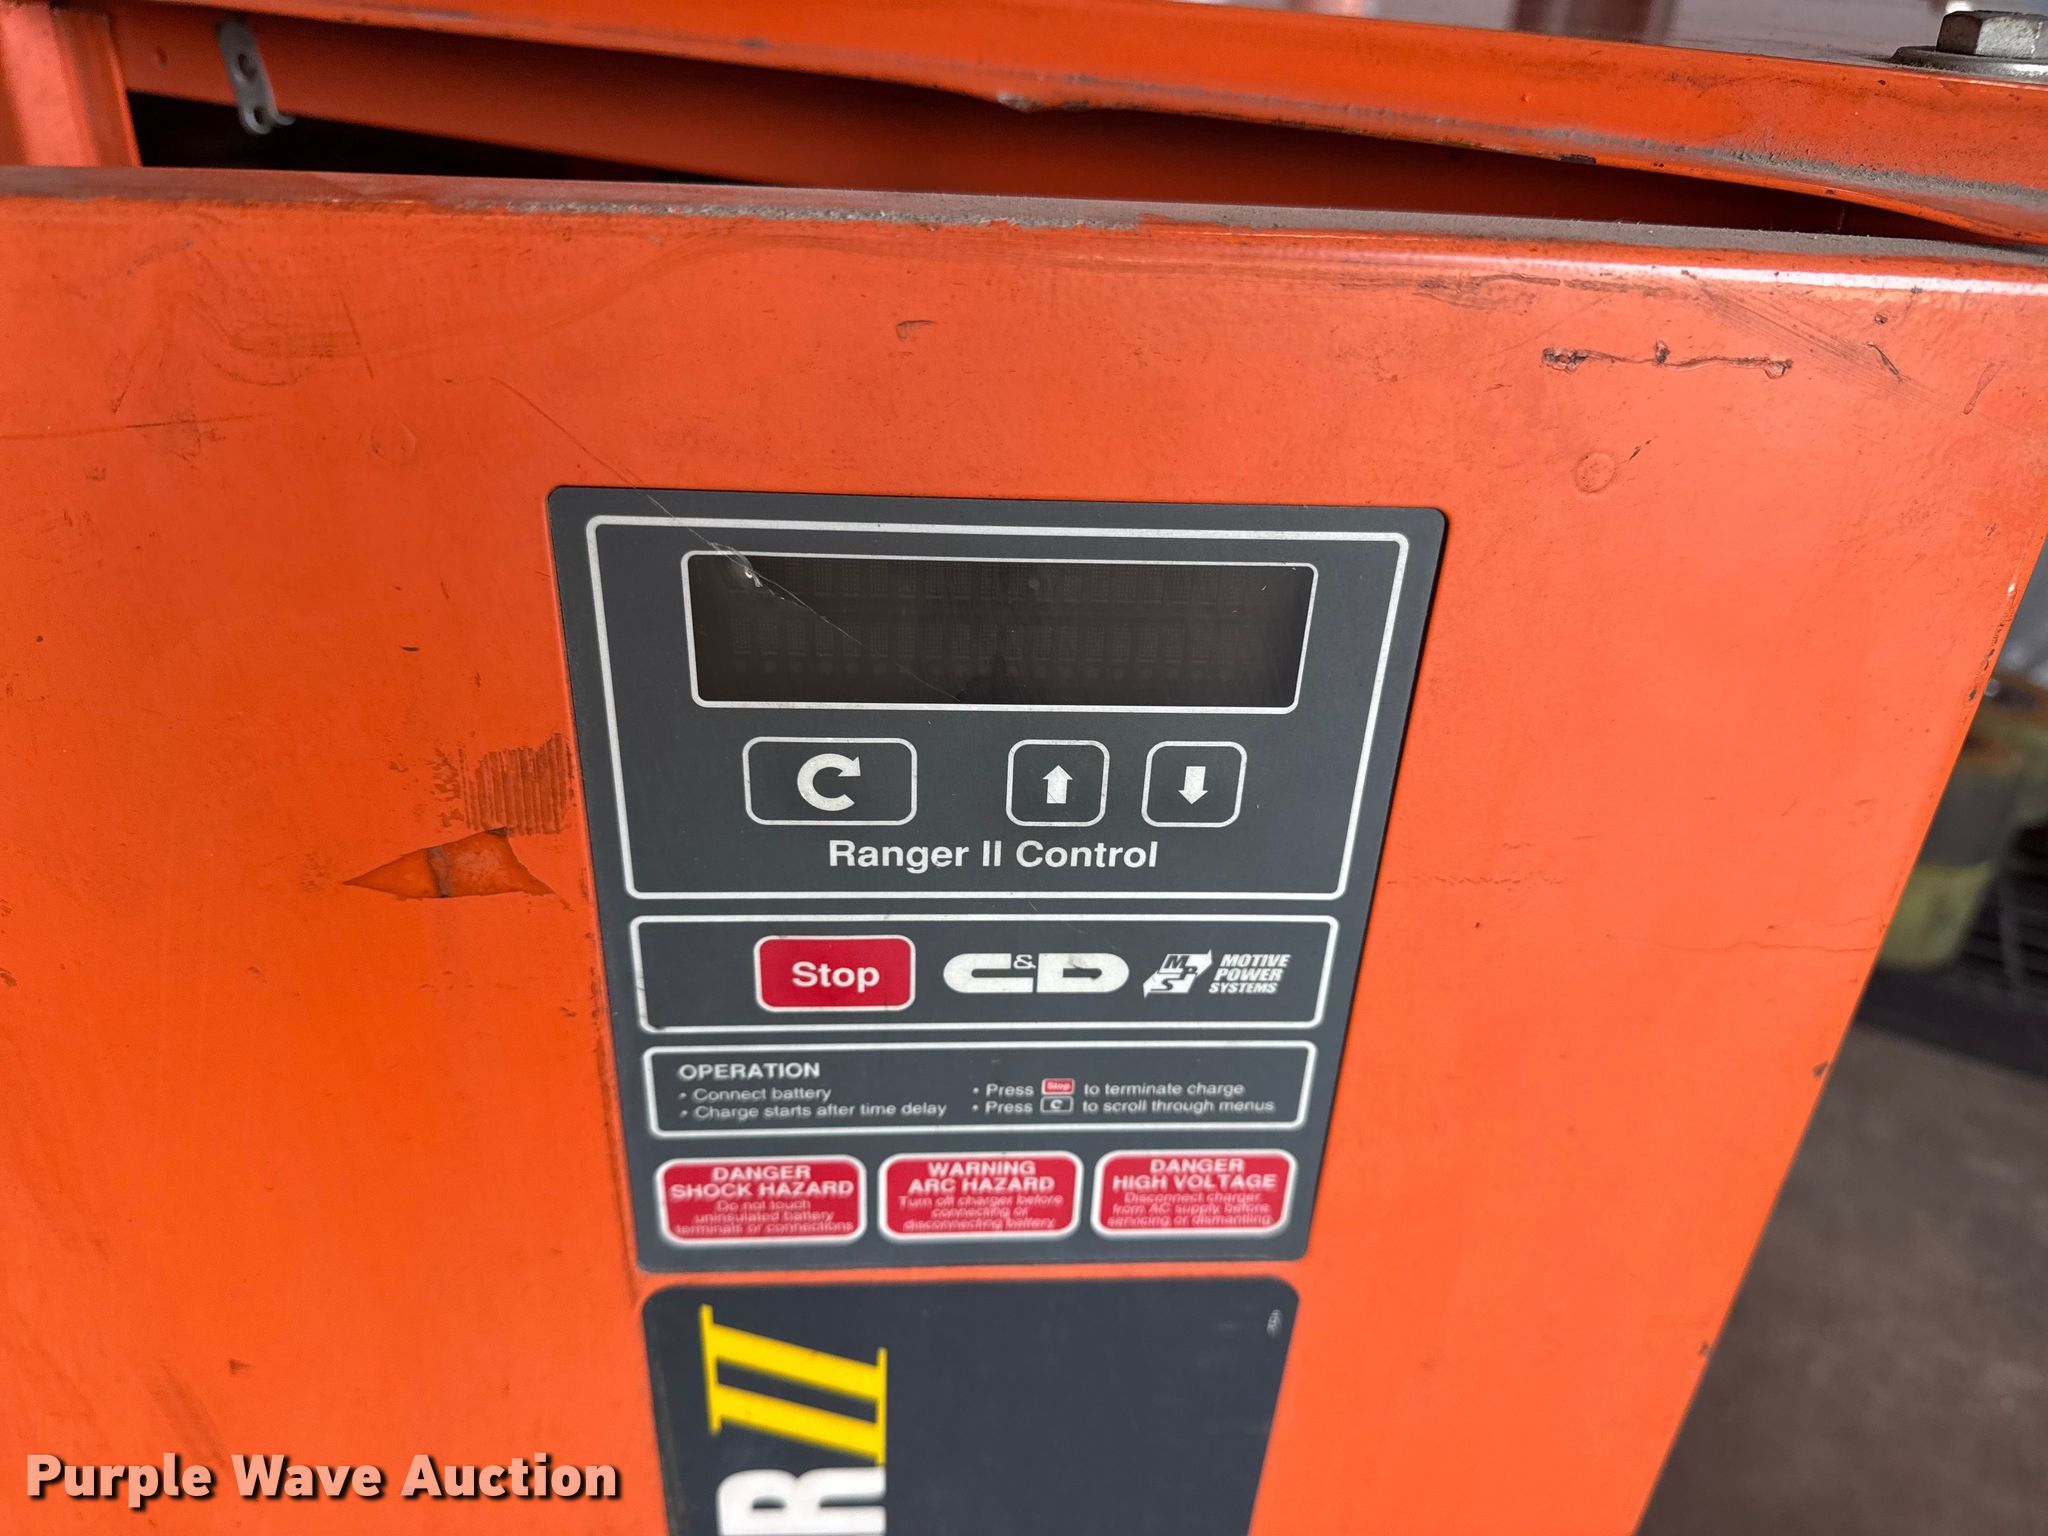 Ranger II Control
Stop
C&D
MPS
MOTIVE
POWER
SYSTEMS
OPERATION
• Connect battery
• Charge starts after time delay
• Press Stop to terminate charge
• Press C to scroll through menus
DANGER
SHOCK HAZARD
Do not touch
uninsulated battery
terminals or connections
WARNING
ARC HAZARD
Turn off charger before
connecting or
disconnecting battery
DANGER
HIGH VOLTAGE
Disconnect charger
from AC supply before
servicing or dismantling
R II
Purple Wave Auction